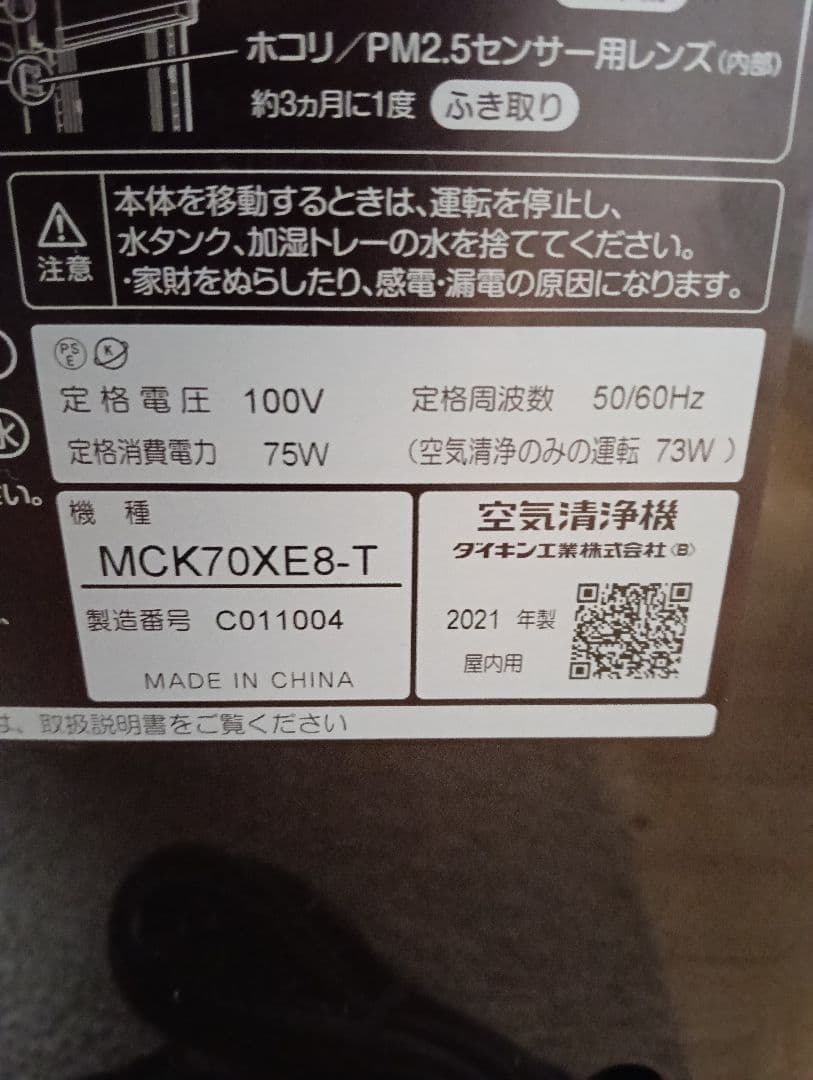 ホコリ／PM2.5センサー用レンズ(内部)
約3ヵ月に1度 ふき取り
本体を移動するときは、運転を停止し、
水タンク、加湿トレーの水を捨ててください。
注意
・家財をぬらしたり、感電・漏電の原因になります。
PS E K
定格電圧 100V 定格周波数 50/60Hz
定格消費電力 75W (空気清浄のみの運転 73W)
水
さい。
機種
MCK70XE8-T
製造番号 C011004
MADE IN CHINA
空気清浄機
ダイキン工業株式会社〈B〉
2021 年製
屋内用
は、取扱説明書をご覧ください